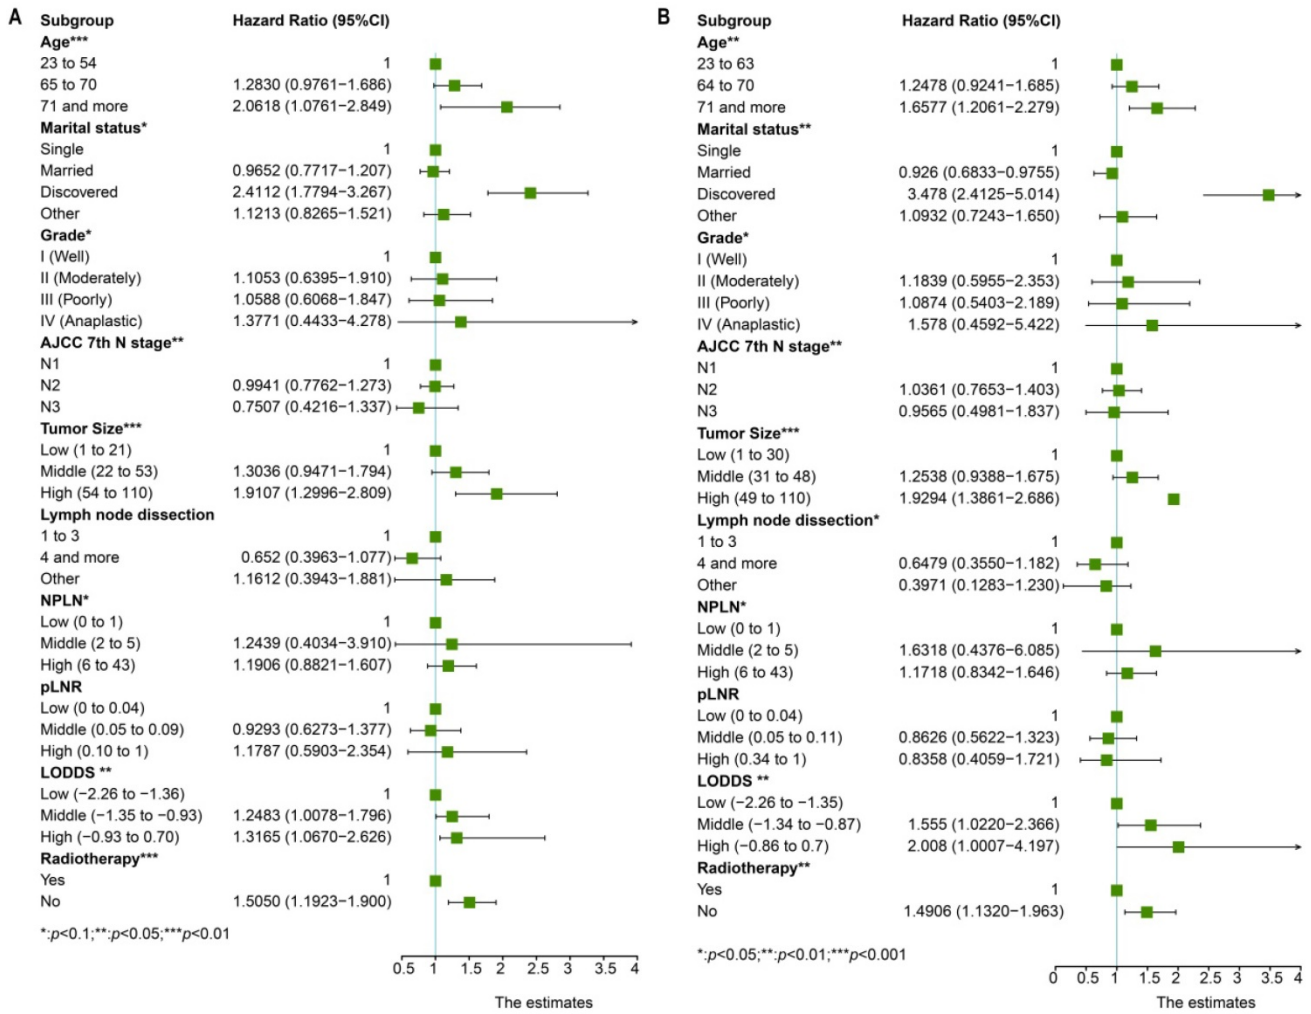 A
Subgroup Hazard Ratio (95%CI)
Age***
23 to 54 1
65 to 70 1.2830 (0.9761−1.686)
71 and more 2.0618 (1.0761−2.849)
Marital status*
Single 1
Married 0.9652 (0.7717−1.207)
Discovered 2.4112 (1.7794−3.267)
Other 1.1213 (0.8265−1.521)
Grade*
I (Well) 1
II (Moderately) 1.1053 (0.6395−1.910)
III (Poorly) 1.0588 (0.6068−1.847)
IV (Anaplastic) 1.3771 (0.4433−4.278)
AJCC 7th N stage**
N1 1
N2 0.9941 (0.7762−1.273)
N3 0.7507 (0.4216−1.337)
Tumor Size***
Low (1 to 21) 1
Middle (22 to 53) 1.3036 (0.9471−1.794)
High (54 to 110) 1.9107 (1.2996−2.809)
Lymph node dissection
1 to 3 1
4 and more 0.652 (0.3963−1.077)
Other 1.1612 (0.3943−1.881)
NPLN*
Low (0 to 1) 1
Middle (2 to 5) 1.2439 (0.4034−3.910)
High (6 to 43) 1.1906 (0.8821−1.607)
pLNR
Low (0 to 0.04) 1
Middle (0.05 to 0.09) 0.9293 (0.6273−1.377)
High (0.10 to 1) 1.1787 (0.5903−2.354)
LODDS **
Low (−2.26 to −1.36) 1
Middle (−1.35 to −0.93) 1.2483 (1.0078−1.796)
High (−0.93 to 0.70) 1.3165 (1.0670−2.626)
Radiotherapy***
Yes 1
No 1.5050 (1.1923−1.900)
*:p<0.1;**:p<0.05;***p<0.01
0.5 1 1.5 2 2.5 3 3.5 4
The estimates
B
Subgroup Hazard Ratio (95%CI)
Age**
23 to 63 1
64 to 70 1.2478 (0.9241−1.685)
71 and more 1.6577 (1.2061−2.279)
Marital status**
Single 1
Married 0.926 (0.6833−0.9755)
Discovered 3.478 (2.4125−5.014)
Other 1.0932 (0.7243−1.650)
Grade*
I (Well) 1
II (Moderately) 1.1839 (0.5955−2.353)
III (Poorly) 1.0874 (0.5403−2.189)
IV (Anaplastic) 1.578 (0.4592−5.422)
AJCC 7th N stage**
N1 1
N2 1.0361 (0.7653−1.403)
N3 0.9565 (0.4981−1.837)
Tumor Size***
Low (1 to 30) 1
Middle (31 to 48) 1.2538 (0.9388−1.675)
High (49 to 110) 1.9294 (1.3861−2.686)
Lymph node dissection*
1 to 3 1
4 and more 0.6479 (0.3550−1.182)
Other 0.3971 (0.1283−1.230)
NPLN*
Low (0 to 1) 1
Middle (2 to 5) 1.6318 (0.4376−6.085)
High (6 to 43) 1.1718 (0.8342−1.646)
pLNR
Low (0 to 0.04) 1
Middle (0.05 to 0.11) 0.8626 (0.5622−1.323)
High (0.34 to 1) 0.8358 (0.4059−1.721)
LODDS **
Low (−2.26 to −1.35) 1
Middle (−1.34 to −0.87) 1.555 (1.0220−2.366)
High (−0.86 to 0.7) 2.008 (1.0007−4.197)
Radiotherapy**
Yes 1
No 1.4906 (1.1320−1.963)
*:p<0.05;**:p<0.01;***p<0.001
0 0.5 1 1.5 2 2.5 3 3.5 4
The estimates